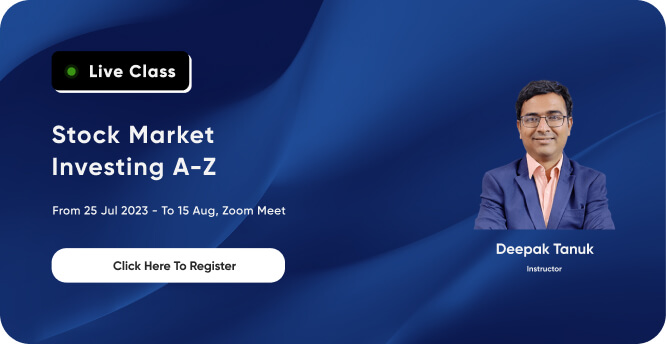 Live Class
Stock Market
Investing A-Z
From 25 Jul 2023 - To 15 Aug, Zoom Meet
Click Here To Register
Deepak Tanuk
Instructor